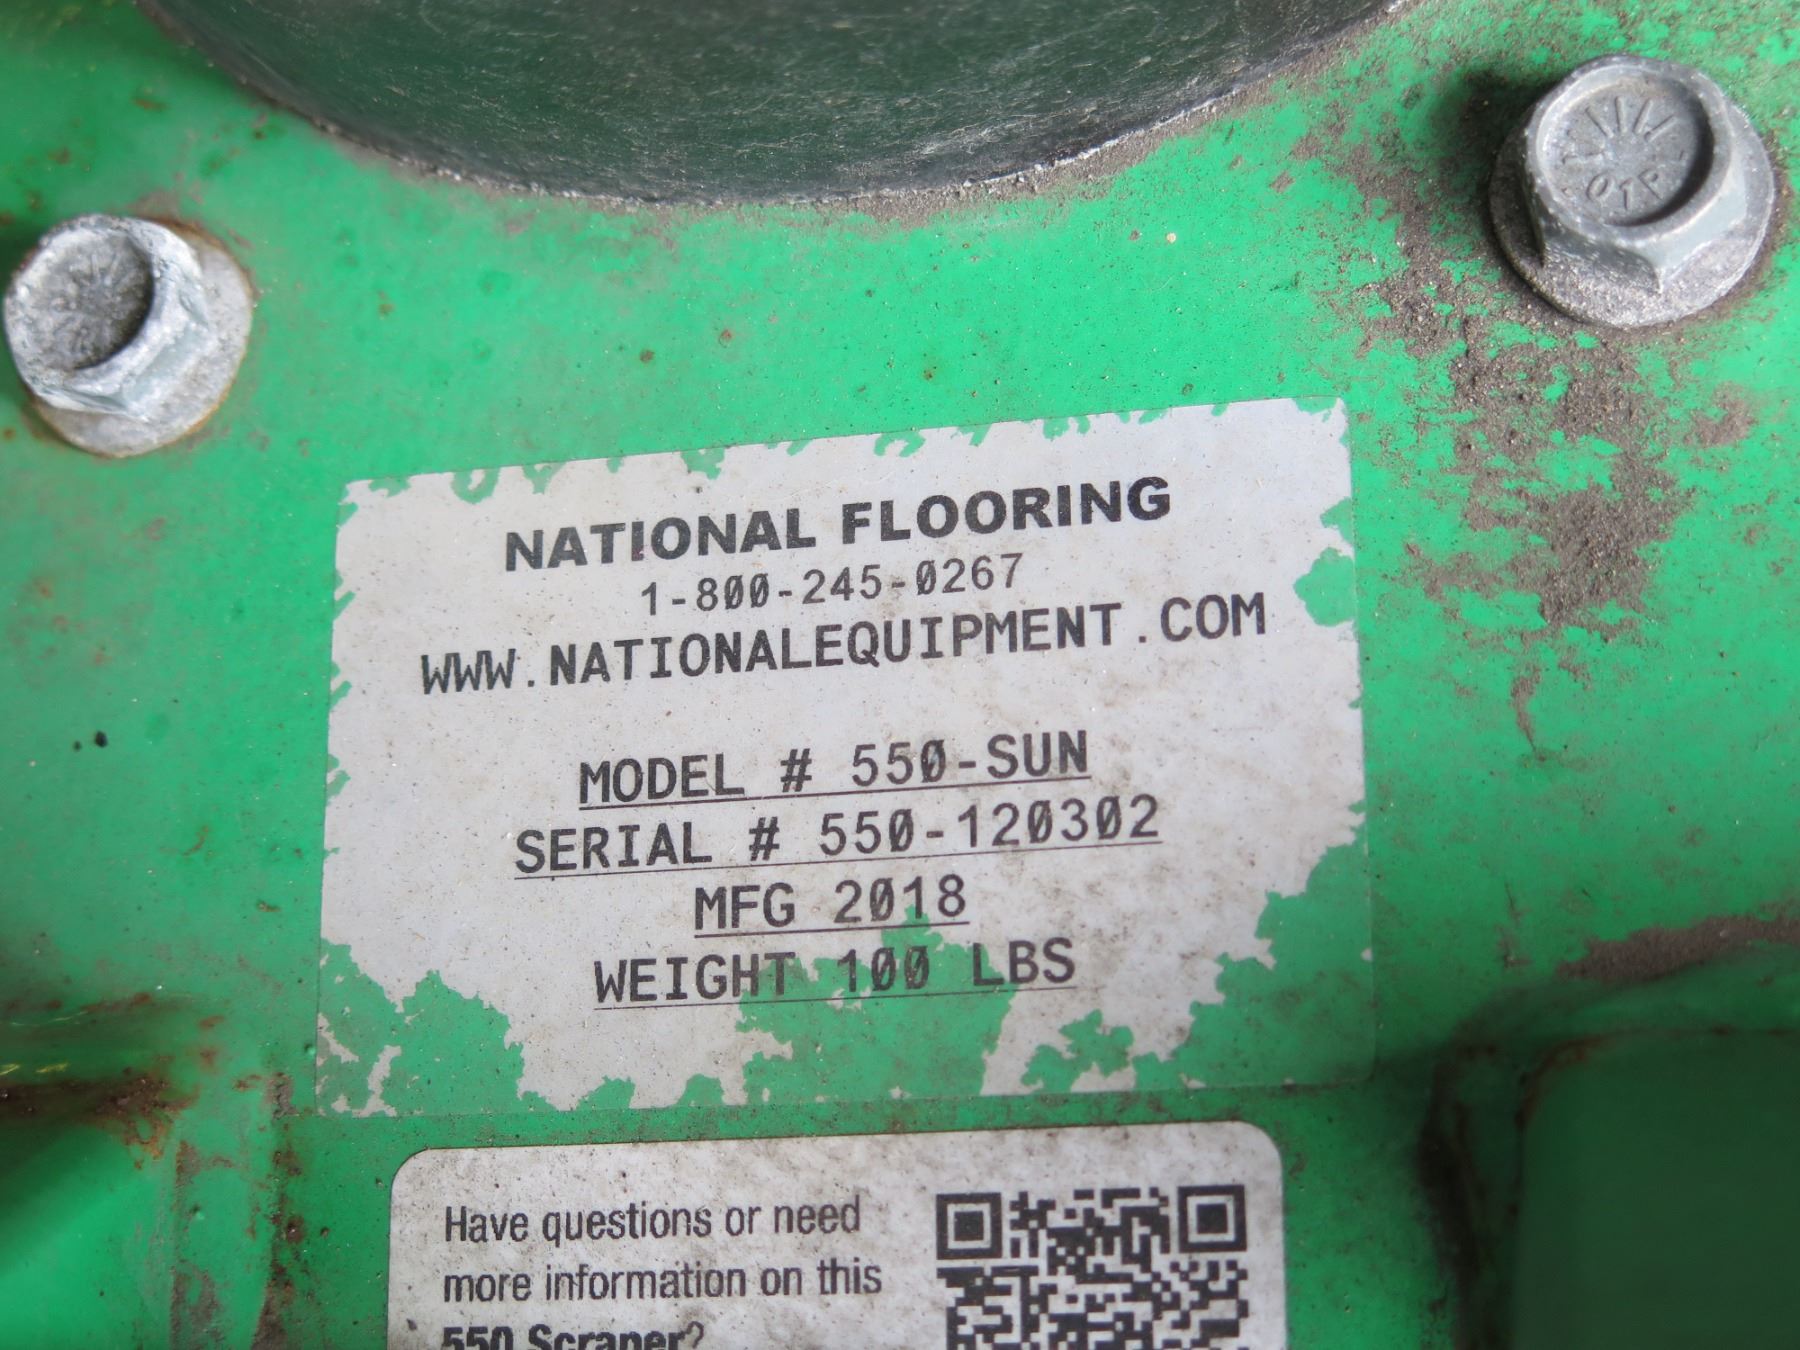 NATIONAL FLOORING
1-800-245-0267
WWW.NATIONALEQUIPMENT.COM
MODEL # 550-SUN
SERIAL # 550-120302
MFG 2018
WEIGHT 100 LBS
Have questions or need
more information on this
550 Scraper?